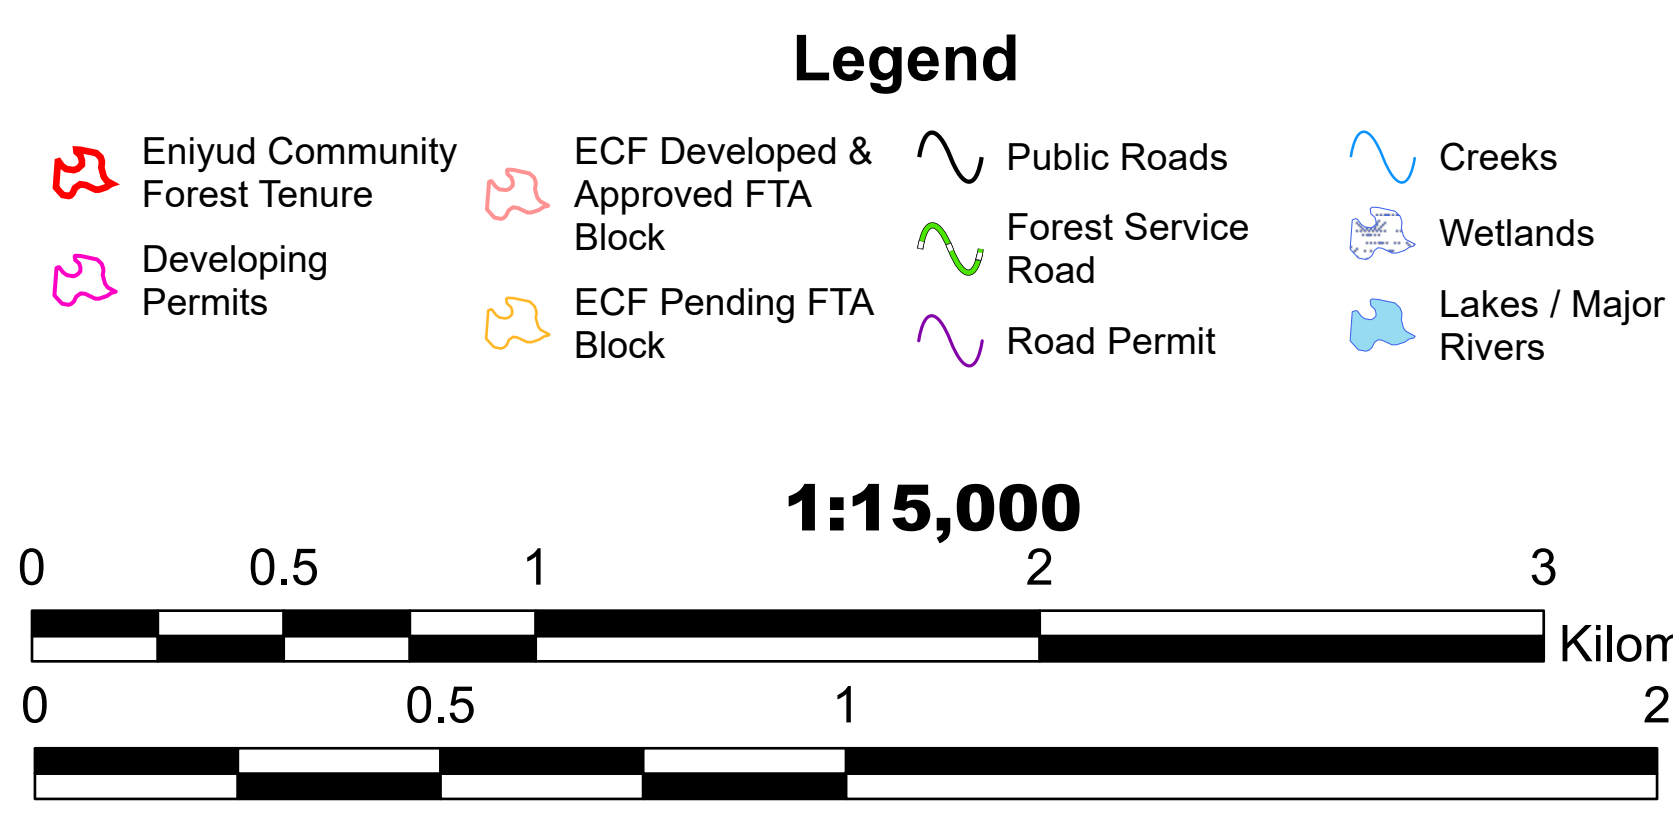 Legend
Eniyud Community
Forest Tenure
Developing
Permits
ECF Developed &
Approved FTA
Block
ECF Pending FTA
Block
Public Roads
Forest Service
Road
Road Permit
Creeks
Wetlands
Lakes / Major
Rivers
1:15,000
0 0.5 1 2 3
Kilom
0 0.5 1 2